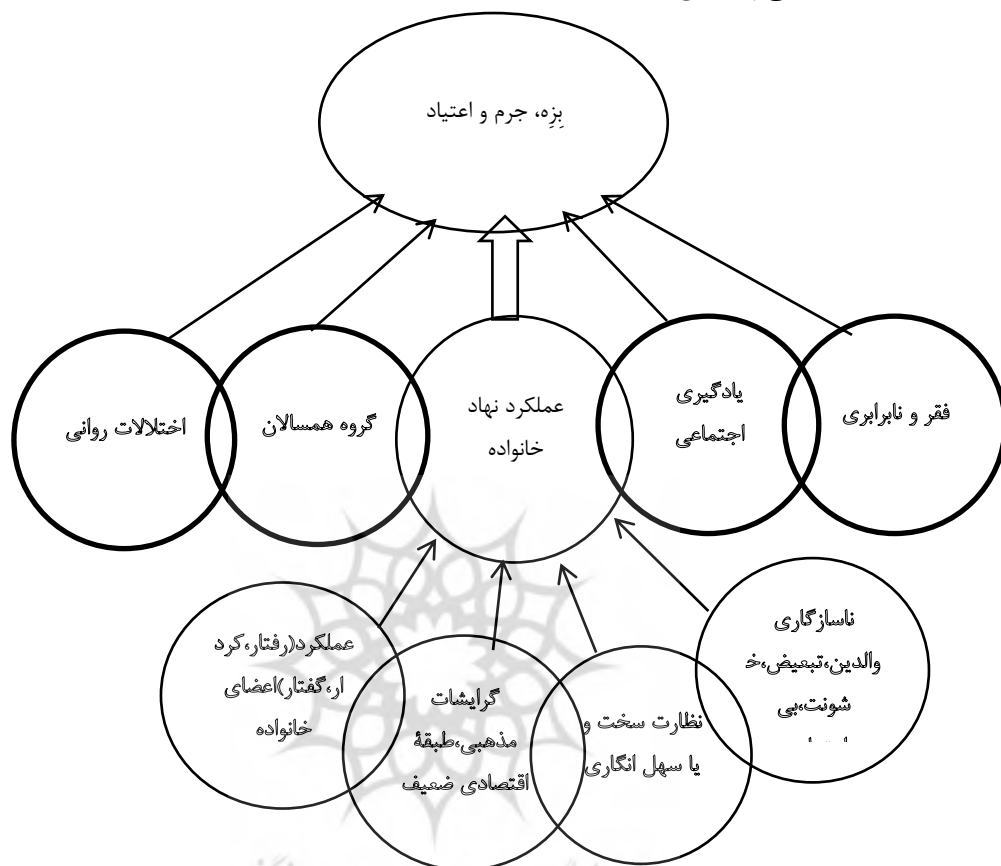 بِزِه، جرم و اعتیاد
فقر و نابرابری
یادگیری
اجتماعی
عملکرد نهاد
خانواده
گروه همسالان
اختلالات روانی
ناسازگاری
والدین،تبعیض،خ
شونت،بی
نظارت سخت و
یا سهل انگاری
گرایشات
مذهبی،طبقۀ
اقتصادی ضعیف
عملکرد(رفتار،کرد
ار،گفتار)اعضای
خانواده